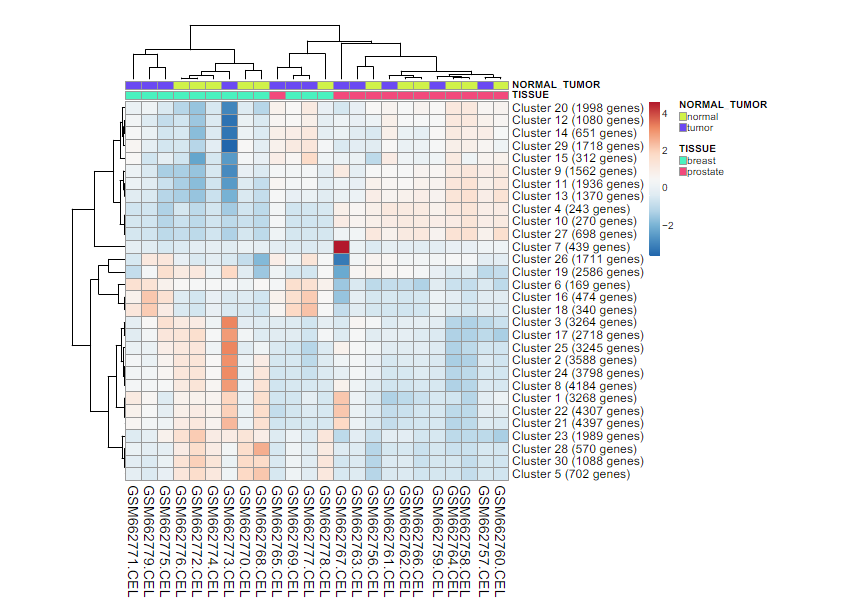 NORMAL_TUMOR
TISSUE
Cluster 20 (1998 genes)
Cluster 12 (1080 genes)
Cluster 14 (651 genes)
Cluster 29 (1718 genes)
Cluster 15 (312 genes)
Cluster 9 (1562 genes)
Cluster 11 (1936 genes)
Cluster 13 (1370 genes)
Cluster 4 (243 genes)
Cluster 10 (270 genes)
Cluster 27 (698 genes)
Cluster 7 (439 genes)
Cluster 26 (1711 genes)
Cluster 19 (2586 genes)
Cluster 6 (169 genes)
Cluster 16 (474 genes)
Cluster 18 (340 genes)
Cluster 3 (3264 genes)
Cluster 17 (2718 genes)
Cluster 25 (3245 genes)
Cluster 2 (3588 genes)
Cluster 24 (3798 genes)
Cluster 8 (4184 genes)
Cluster 1 (3268 genes)
Cluster 22 (4307 genes)
Cluster 21 (4397 genes)
Cluster 23 (1989 genes)
Cluster 28 (570 genes)
Cluster 30 (1088 genes)
Cluster 5 (702 genes)
4
2
0
−2
NORMAL_TUMOR
normal
tumor
TISSUE
breast
prostate
GSM662771.CEL
GSM662779.CEL
GSM662775.CEL
GSM662776.CEL
GSM662772.CEL
GSM662774.CEL
GSM662773.CEL
GSM662770.CEL
GSM662768.CEL
GSM662765.CEL
GSM662769.CEL
GSM662777.CEL
GSM662778.CEL
GSM662767.CEL
GSM662763.CEL
GSM662756.CEL
GSM662761.CEL
GSM662762.CEL
GSM662766.CEL
GSM662759.CEL
GSM662764.CEL
GSM662758.CEL
GSM662757.CEL
GSM662760.CEL